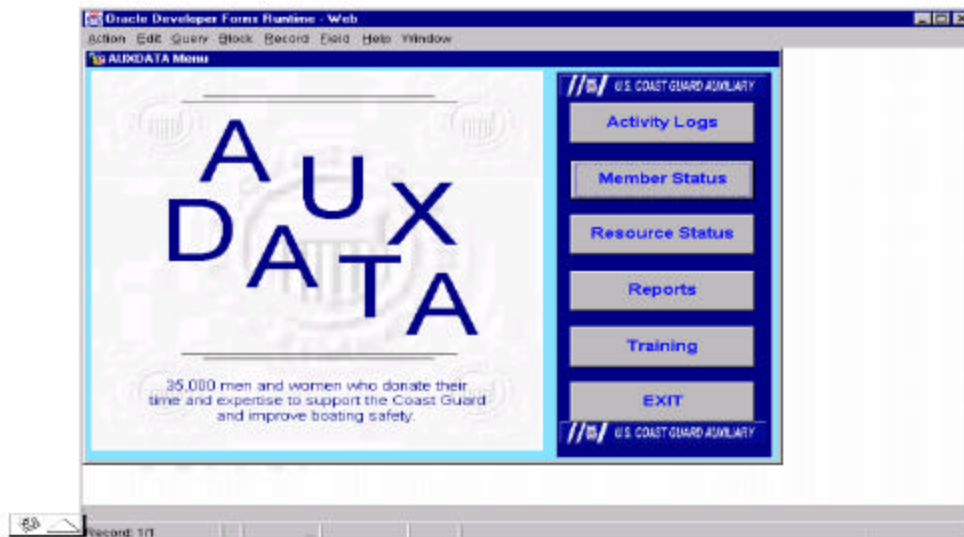 Oracle Developer Forms Runtime - Web
Action Edit Query Block Record Field Help Window
AUXDATA Menu
AUX
DATA
35,000 men and women who donate their
time and expertise to support the Coast Guard
and improve boating safety.
U.S. COAST GUARD AUXILIARY
Activity Logs
Member Status
Resource Status
Reports
Training
EXIT
U.S. COAST GUARD AUXILIARY
Record: 1/1